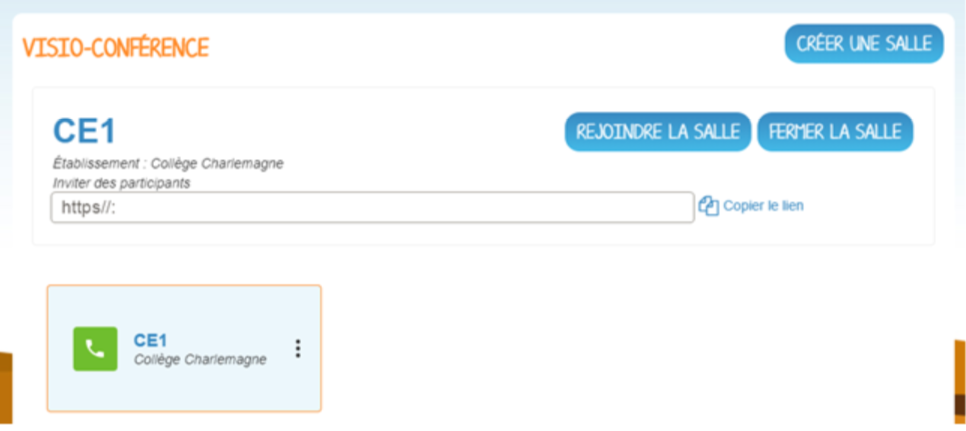 VISIO-CONFÉRENCE
CRÉER UNE SALLE
CE1
REJOINDRE LA SALLE
FERMER LA SALLE
Établissement : Collège Charlemagne
Inviter des participants
https//:
Copier le lien
CE1
Collège Charlemagne